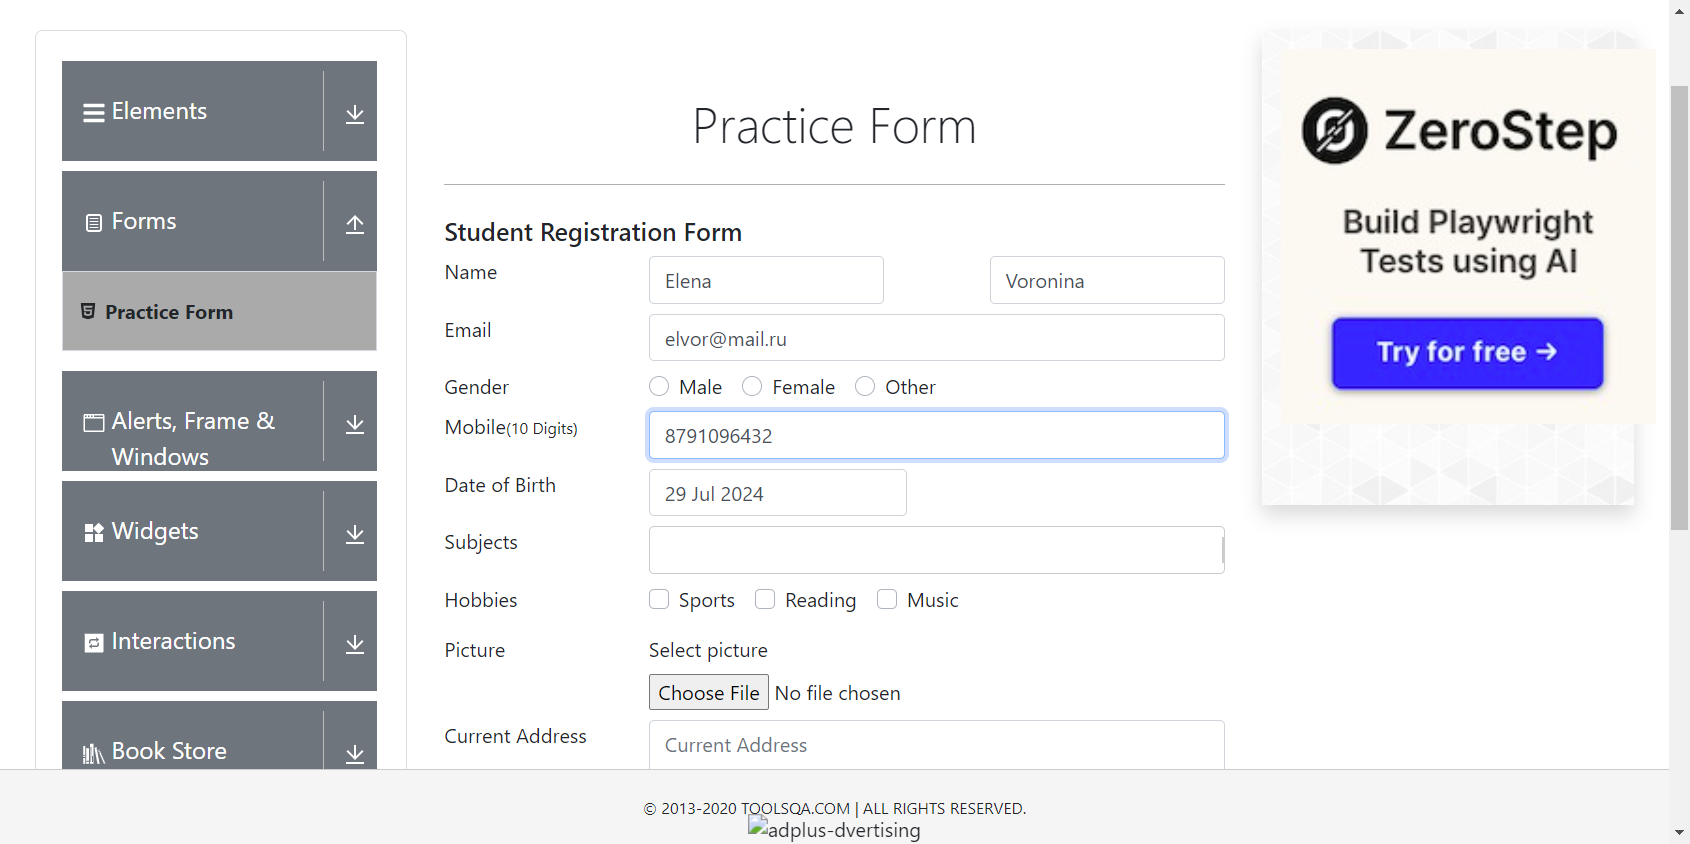 Elements
Forms
Practice Form
Alerts, Frame &
Windows
Widgets
Interactions
Book Store
Practice Form
Student Registration Form
Name
Elena
Voronina
Email
elvor@mail.ru
Gender
Male
Female
Other
Mobile(10 Digits)
8791096432
Date of Birth
29 Jul 2024
Subjects
Hobbies
Sports
Reading
Music
Picture
Select picture
Choose File No file chosen
Current Address
Current Address
ZeroStep
Build Playwright
Tests using AI
Try for free →
© 2013-2020 TOOLSQA.COM | ALL RIGHTS RESERVED.
adplus-dvertising